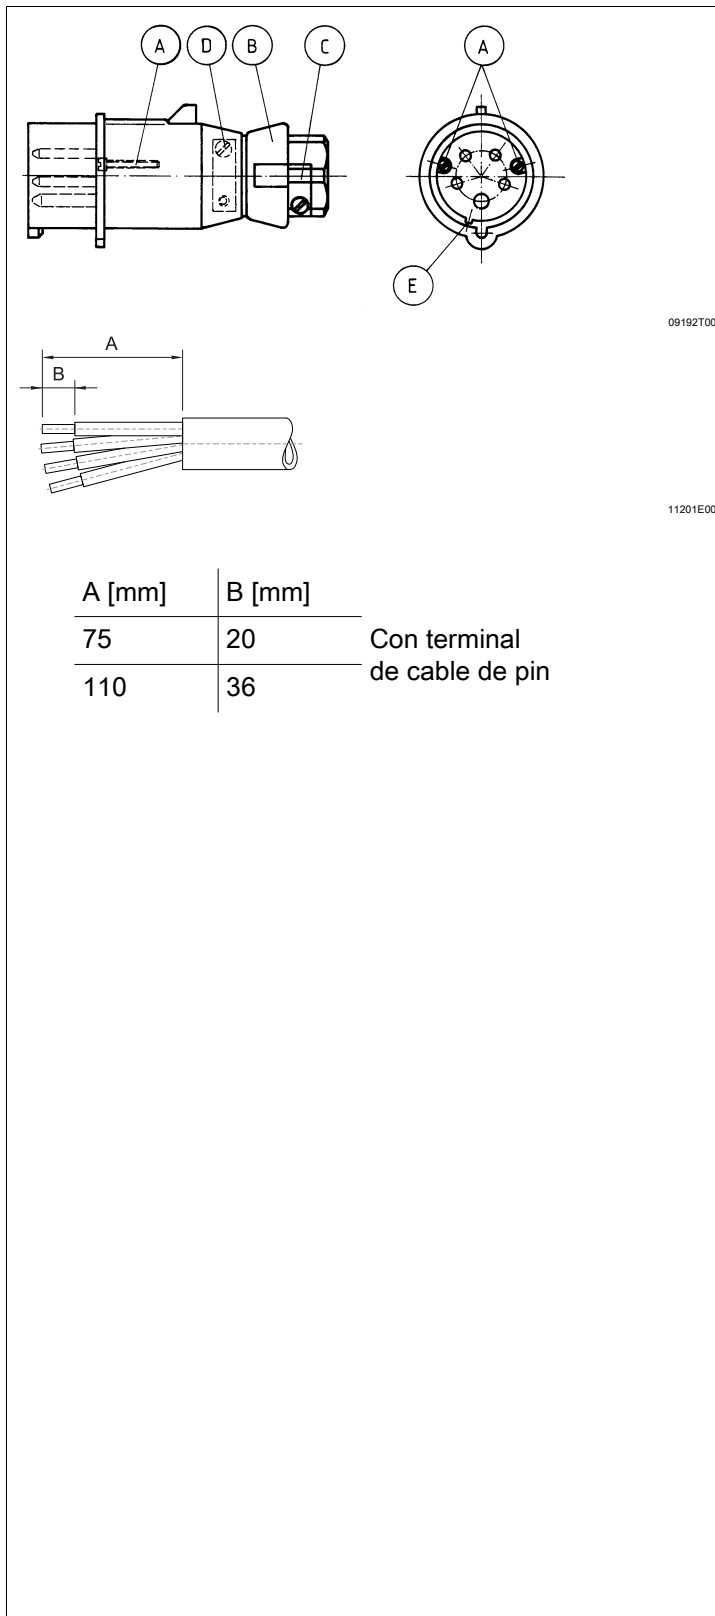 A D B C A
E
09192T00
A
B
11201E00
A [mm] B [mm]
75 20 Con terminal
de cable de pin
110 36